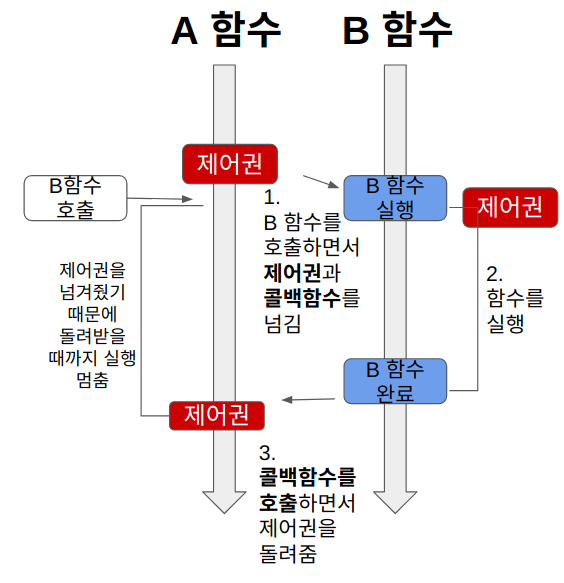 A 함수
B 함수
제어권
B함수
호출
B 함수
실행
제어권
1.
B 함수를
호출하면서
제어권과
콜백함수를
넘김
제어권을
넘겨줬기
때문에
돌려받을
때까지 실행
멈춤
2.
함수를
실행
B 함수
완료
제어권
3.
콜백함수를
호출하면서
제어권을
돌려줌